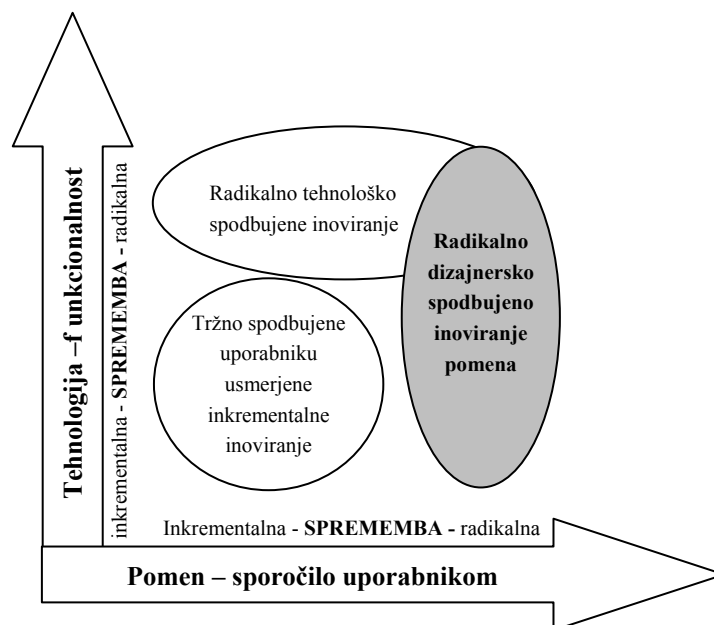 Tehnologija –f unkcionalnost
inkrementalna - SPREMEMBA - radikalna
Radikalno tehnološko
spodbujene inoviranje
Radikalno
dizajnersko
spodbujeno
inoviranje
pomena
Tržno spodbujene
uporabniku
usmerjene
inkrementalne
inoviranje
Inkrementalna - SPREMEMBA - radikalna
Pomen – sporočilo uporabnikom